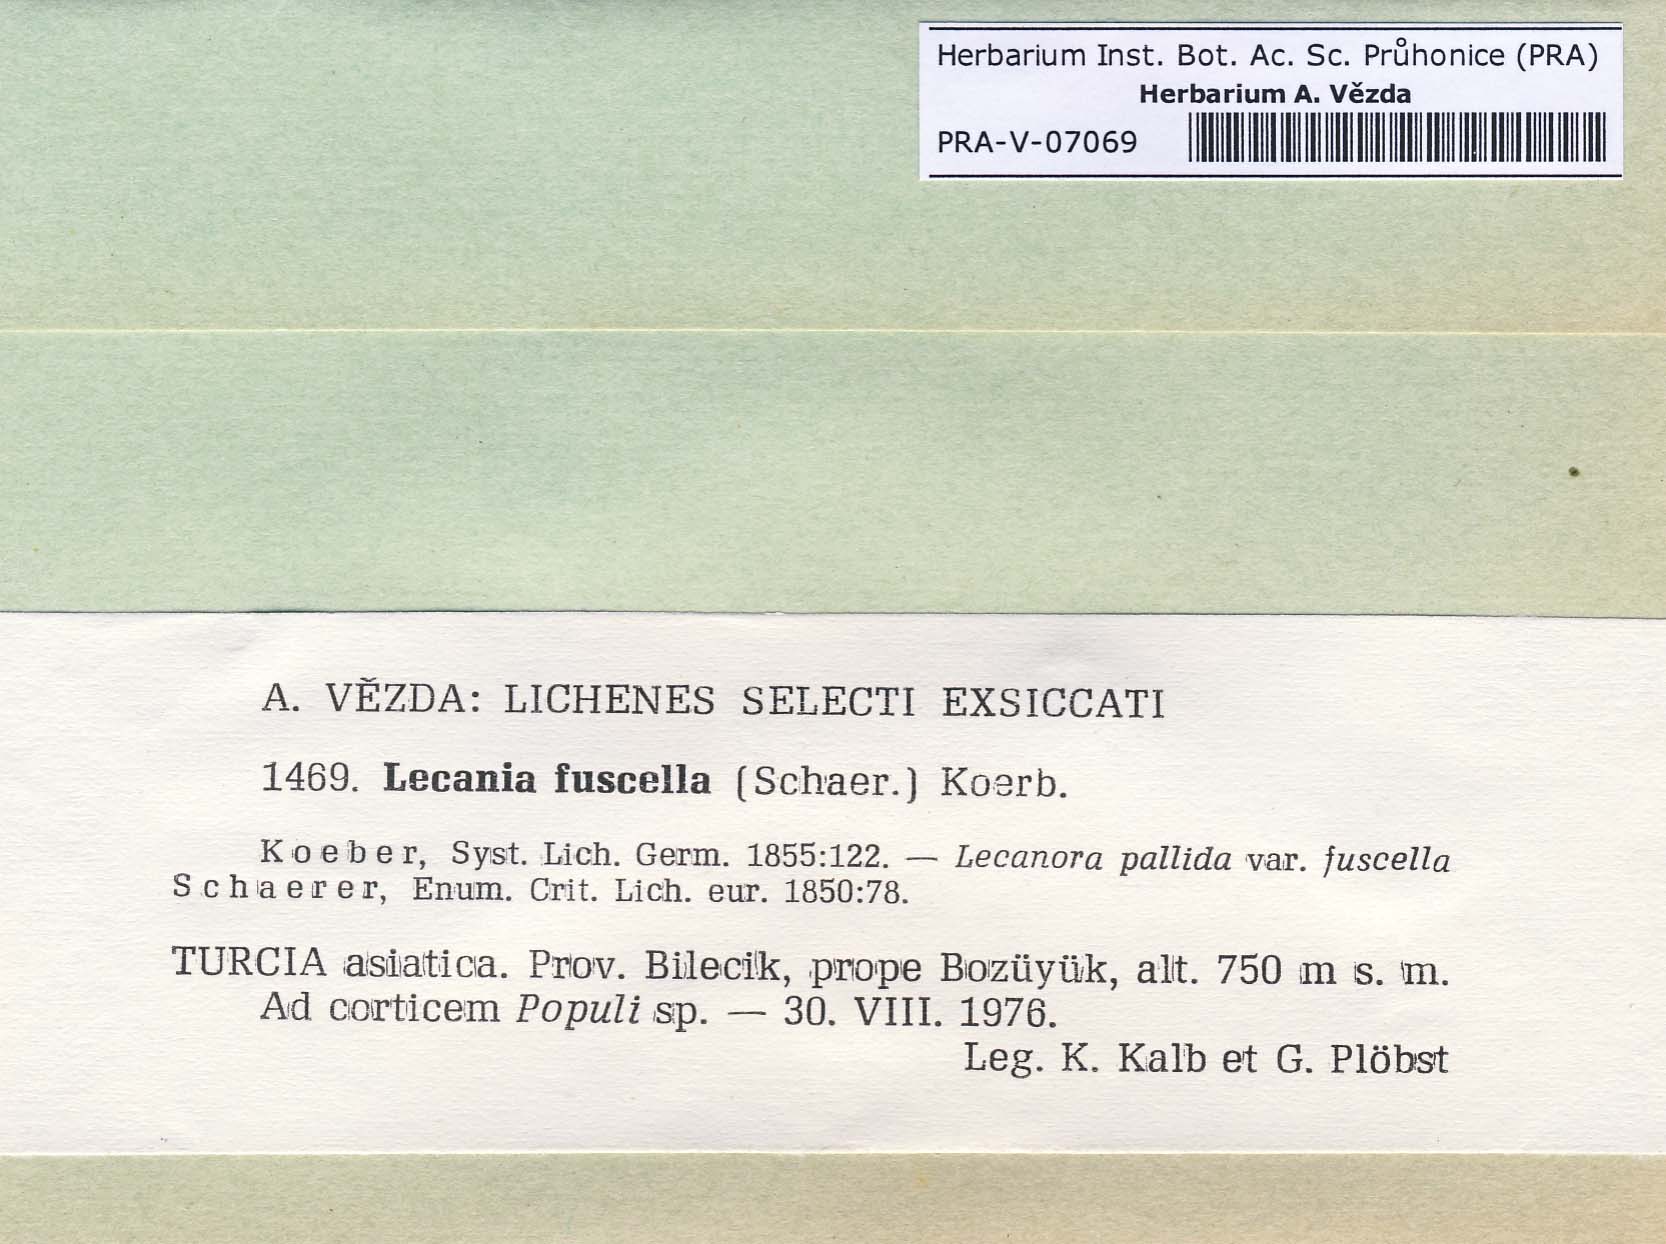 Herbarium Inst. Bot. Ac. Sc. Průhonice (PRA)
Herbarium A. Vězda
PRA-V-07069
A. VĚZDA: LICHENES SELECTI EXSICCATI
1469. Lecania fuscella (Schaer.) Koerb.
Koeber, Syst. Lich. Germ. 1855:122. — Lecanora pallida var. fuscella
Schaerer, Enum. Crit. Lich. eur. 1850:78.
TURCIA asiatica. Prov. Bilecik, prope Bozüyük, alt. 750 m s. m.
Ad corticem Populi sp. — 30. VIII. 1976.
Leg. K. Kalb et G. Plöbst